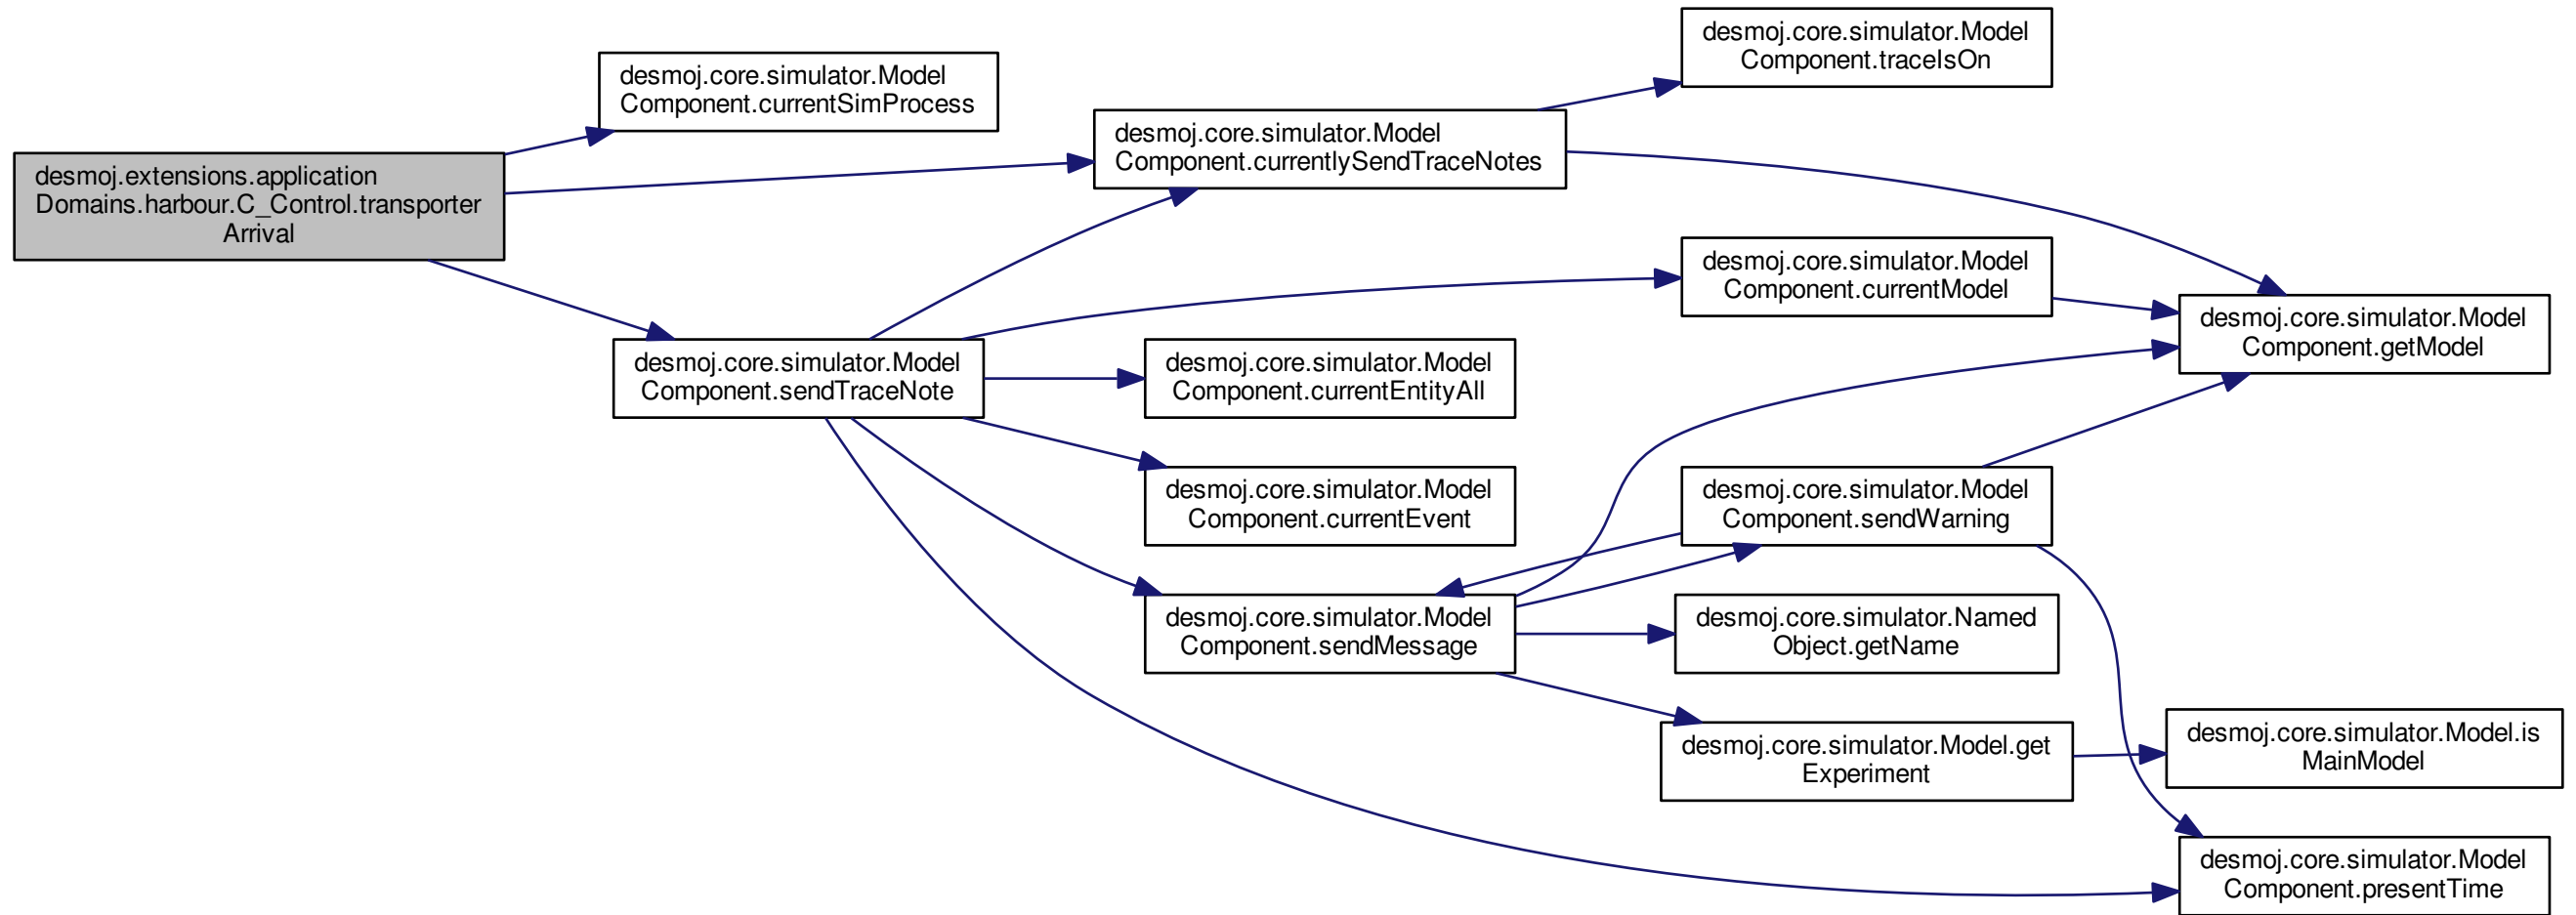 desmoj.extensions.application
Domains.harbour.C_Control.transporter
Arrival
desmoj.core.simulator.Model
Component.currentSimProcess
desmoj.core.simulator.Model
Component.sendTraceNote
desmoj.core.simulator.Model
Component.currentlySendTraceNotes
desmoj.core.simulator.Model
Component.currentEntityAll
desmoj.core.simulator.Model
Component.currentEvent
desmoj.core.simulator.Model
Component.sendMessage
desmoj.core.simulator.Model
Component.traceIsOn
desmoj.core.simulator.Model
Component.currentModel
desmoj.core.simulator.Model
Component.sendWarning
desmoj.core.simulator.Named
Object.getName
desmoj.core.simulator.Model.get
Experiment
desmoj.core.simulator.Model
Component.getModel
desmoj.core.simulator.Model.is
MainModel
desmoj.core.simulator.Model
Component.presentTime